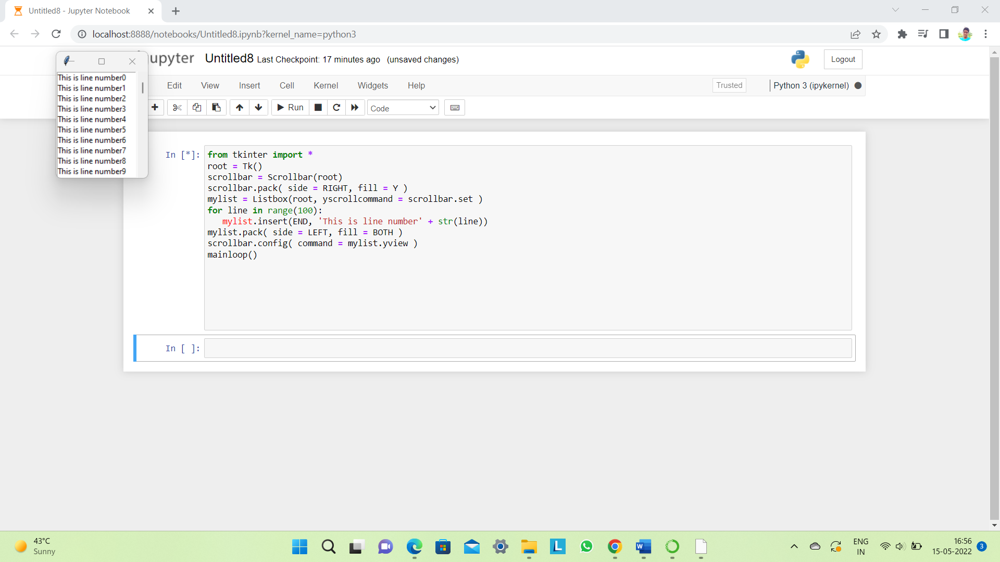 Untitled8 - Jupyter Notebook
localhost:8888/notebooks/Untitled8.ipynb?kernel_name=python3
upyter Untitled8 Last Checkpoint: 17 minutes ago (unsaved changes)
Logout
Edit View Insert Cell Kernel Widgets Help
Trusted
Python 3 (ipykernel)
Run
Code
This is line number0
This is line number1
This is line number2
This is line number3
This is line number4
This is line number5
This is line number6
This is line number7
This is line number8
This is line number9
In [*]:
from tkinter import *
root = Tk()
scrollbar = Scrollbar(root)
scrollbar.pack( side = RIGHT, fill = Y )
mylist = Listbox(root, yscrollcommand = scrollbar.set )
for line in range(100):
   mylist.insert(END, 'This is line number' + str(line))
mylist.pack( side = LEFT, fill = BOTH )
scrollbar.config( command = mylist.yview )
mainloop()
In [ ]:
43°C
Sunny
L
W
ENG
IN
16:56
15-05-2022
3